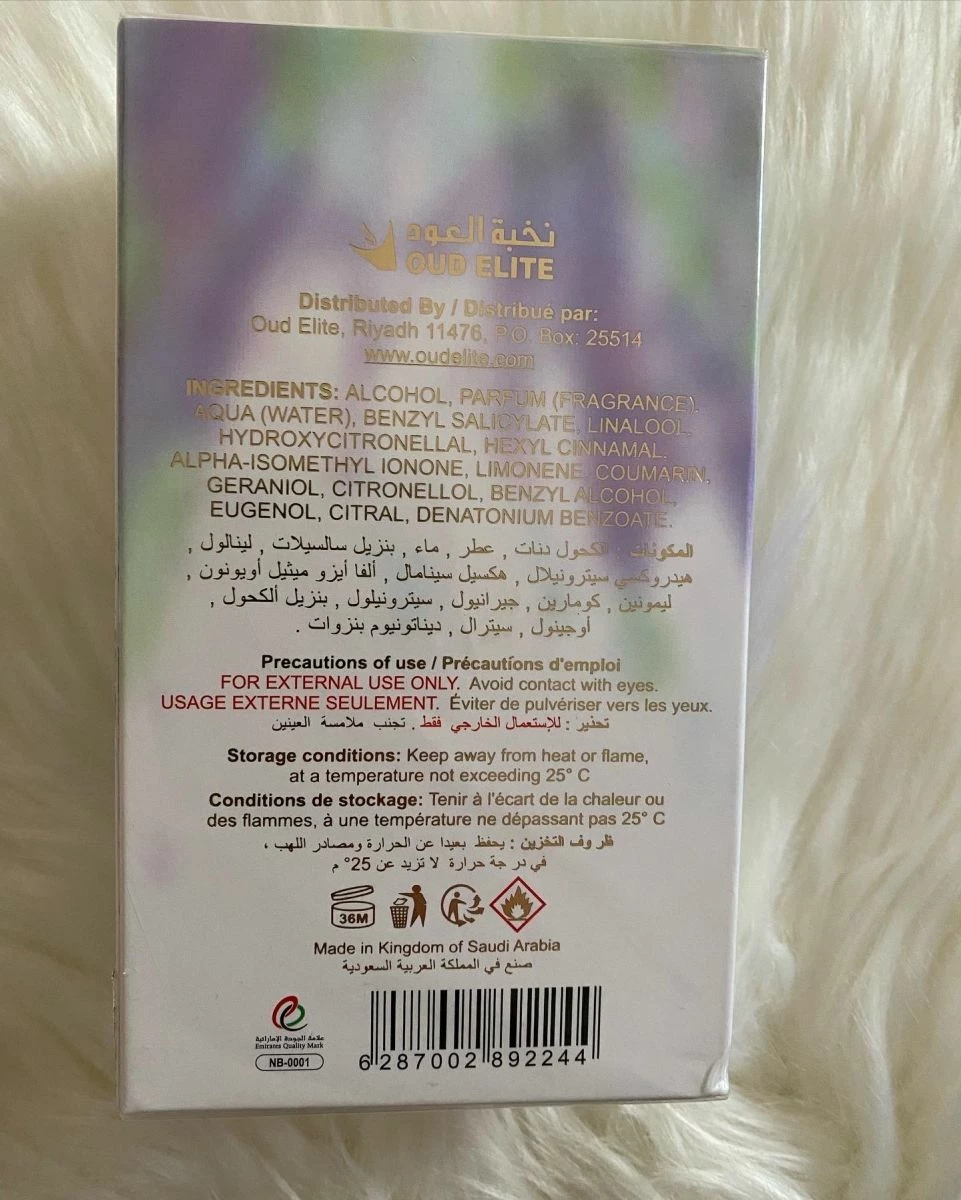 نخبة العود
OUD ELITE
Distributed By / Distribué par:
Oud Elite, Riyadh 11476, P.O. Box: 25514
www.oudelite.com
INGREDIENTS: ALCOHOL, PARFUM (FRAGRANCE),
AQUA (WATER), BENZYL SALICYLATE, LINALOOL,
HYDROXYCITRONELLAL, HEXYL CINNAMAL,
ALPHA-ISOMETHYL IONONE, LIMONENE, COUMARIN,
GERANIOL, CITRONELLOL, BENZYL ALCOHOL,
EUGENOL, CITRAL, DENATONIUM BENZOATE.
المكونات : الكحول دنات , عطر , ماء , بنزيل سالسيلات , لينالول ,
هيدروكسي سيترونيلال , هكسيل سينامال , ألفا أيزو ميثيل أويونون ,
ليمونين , كومارين , جيرانيول , سيترونيلول , بنزيل ألكحول ,
أوجينول , سيترال , ديناتونيوم بنزوات .
Precautions of use / Précautions d'emploi
FOR EXTERNAL USE ONLY. Avoid contact with eyes.
USAGE EXTERNE SEULEMENT. Éviter de pulvériser vers les yeux.
تحذير : للإستعمال الخارجي فقط . تجنب ملامسة العينين
Storage conditions: Keep away from heat or flame,
at a temperature not exceeding 25° C
Conditions de stockage: Tenir à l'écart de la chaleur ou
des flammes, à une température ne dépassant pas 25° C
ظر وف التخزين : يحفظ بعيدا عن الحرارة ومصادر اللهب ،
في در جة حرارة لا تزيد عن 25° م
36M
Made in Kingdom of Saudi Arabia
صنع في المملكة العربية السعودية
علامة الجودة الإماراتية
Emirates Quality Mark
NB-0001
6 287002 892244